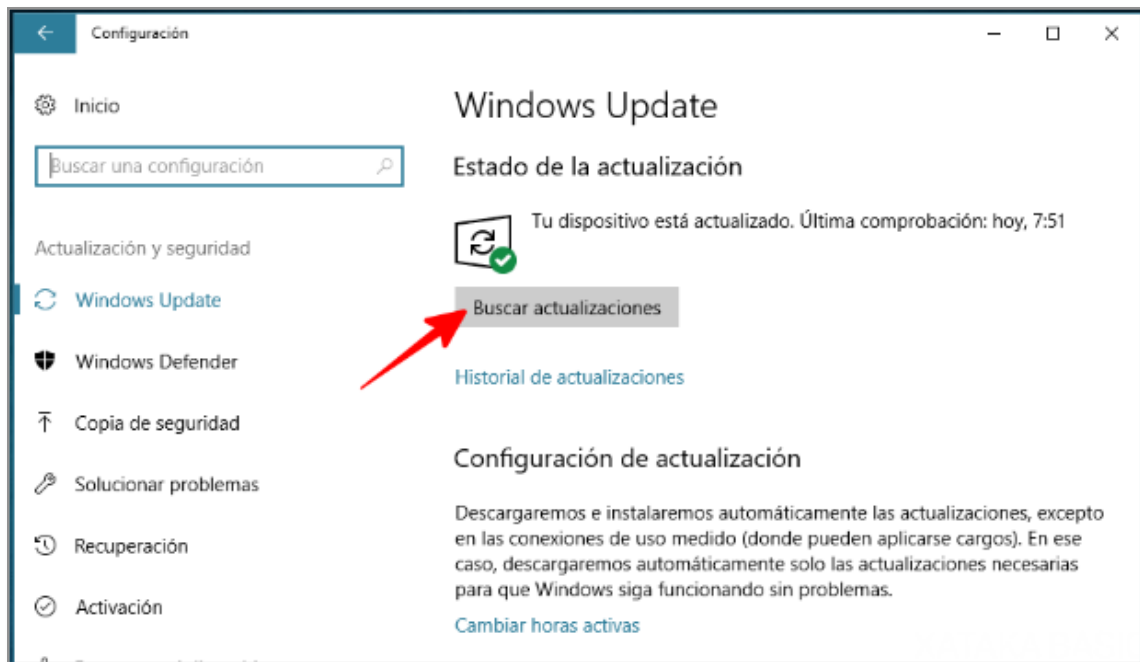 Configuración
Inicio
Buscar una configuración
Actualización y seguridad
Windows Update
Windows Defender
Copia de seguridad
Solucionar problemas
Recuperación
Activación
Windows Update
Estado de la actualización
Tu dispositivo está actualizado. Última comprobación: hoy, 7:51
Buscar actualizaciones
Historial de actualizaciones
Configuración de actualización
Descargaremos e instalaremos automáticamente las actualizaciones, excepto
en las conexiones de uso medido (donde pueden aplicarse cargos). En ese
caso, descargaremos automáticamente solo las actualizaciones necesarias
para que Windows siga funcionando sin problemas.
Cambiar horas activas